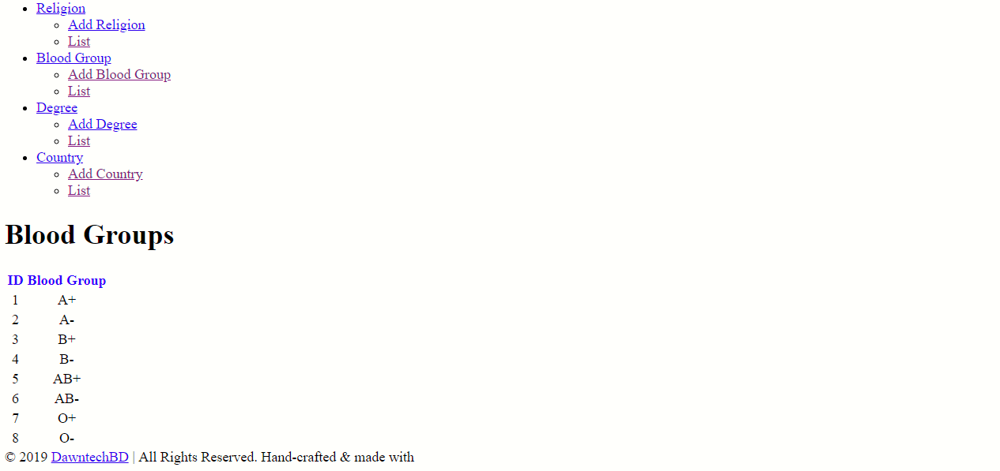 Religion
Add Religion
List
Blood Group
Add Blood Group
List
Degree
Add Degree
List
Country
Add Country
List
Blood Groups
ID Blood Group
1 A+
2 A-
3 B+
4 B-
5 AB+
6 AB-
7 O+
8 O-
© 2019 DawntechBD | All Rights Reserved. Hand-crafted & made with